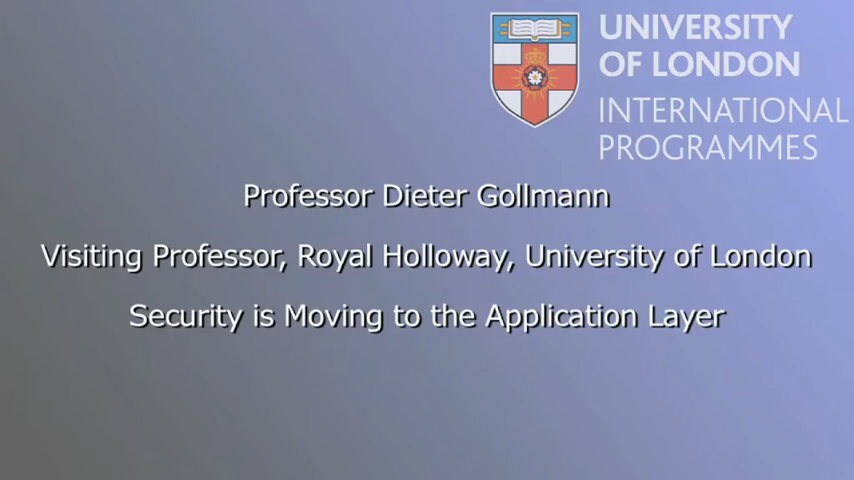 UNIVERSITY
OF LONDON
INTERNATIONAL
PROGRAMMES
Professor Dieter Gollmann
Visiting Professor, Royal Holloway, University of London
Security is Moving to the Application Layer